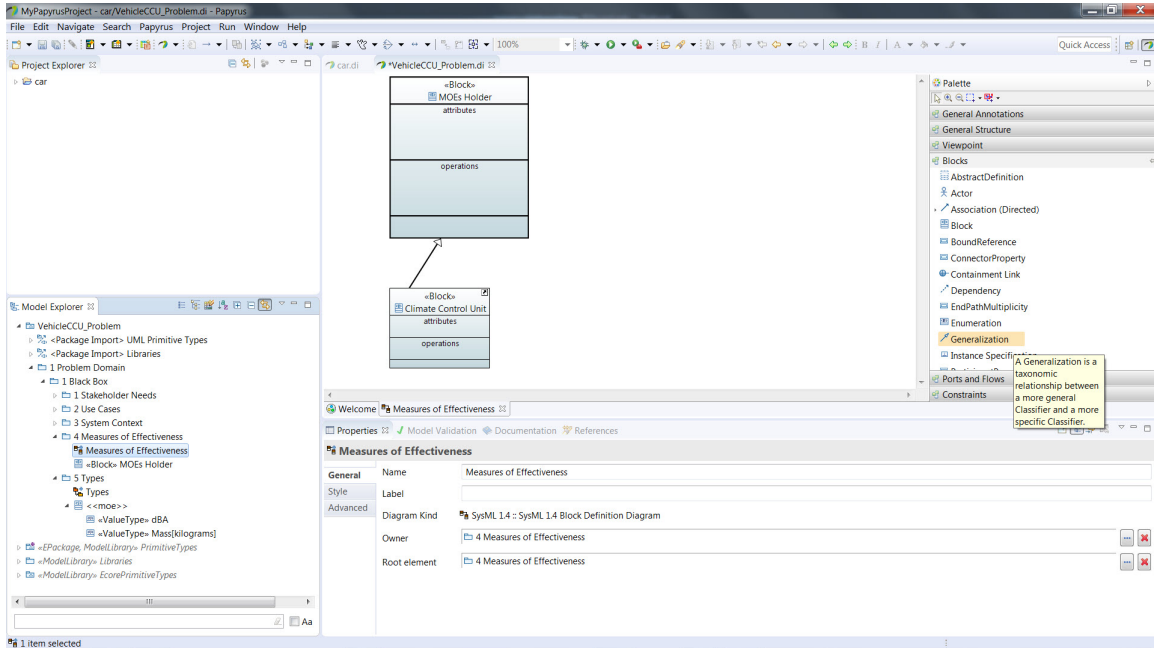 MyPapyrusProject - car/VehicleCCU_Problem.di - Papyrus
File Edit Navigate Search Papyrus Project Run Window Help
100%
B I A
Quick Access
Project Explorer
car
car.di
*VehicleCCU_Problem.di
«Block»
MOEs Holder
attributes
operations
«Block»
Climate Control Unit
attributes
operations
Palette
General Annotations
General Structure
Viewpoint
Blocks
AbstractDefinition
Actor
Association (Directed)
Block
BoundReference
ConnectorProperty
Containment Link
Dependency
EndPathMultiplicity
Enumeration
Generalization
Instance Specification
Ports and Flows
Constraints
A Generalization is a
taxonomic
relationship between
a more general
Classifier and a more
specific Classifier.
Model Explorer
VehicleCCU_Problem
<Package Import> UML Primitive Types
<Package Import> Libraries
1 Problem Domain
1 Black Box
1 Stakeholder Needs
2 Use Cases
3 System Context
4 Measures of Effectiveness
Measures of Effectiveness
«Block» MOEs Holder
5 Types
Types
<<moe>>
«ValueType» dBA
«ValueType» Mass[kilograms]
«EPackage, ModelLibrary» PrimitiveTypes
«ModelLibrary» Libraries
«ModelLibrary» EcorePrimitiveTypes
Aa
Welcome
Measures of Effectiveness
Properties
Model Validation
Documentation
References
Measures of Effectiveness
General
Style
Advanced
Name Measures of Effectiveness
Label
Diagram Kind SysML 1.4 :: SysML 1.4 Block Definition Diagram
Owner 4 Measures of Effectiveness
Root element 4 Measures of Effectiveness
1 item selected